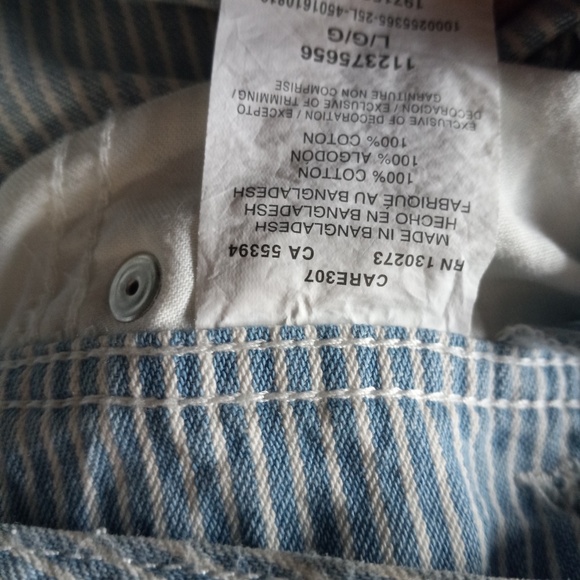 CARE307
RN 130273 CA 55394
MADE IN BANGLADESH
HECHO EN BANGLADESH
FABRIQUÉ AU BANGLADESH
100% COTTON
100% ALGODON
100% COTON
EXCLUSIVE OF DECORATION / EXCEPTO
DECORACION / EXCLUSIVE OF TRIMMING /
GARNITURE NON COMPRISE
112375656
L/G/G